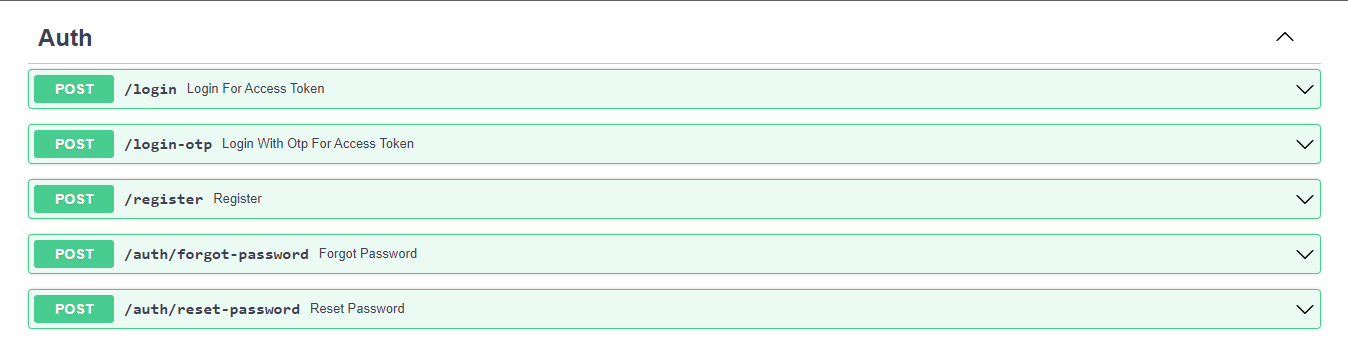 Auth
POST /login Login For Access Token
POST /login-otp Login With Otp For Access Token
POST /register Register
POST /auth/forgot-password Forgot Password
POST /auth/reset-password Reset Password